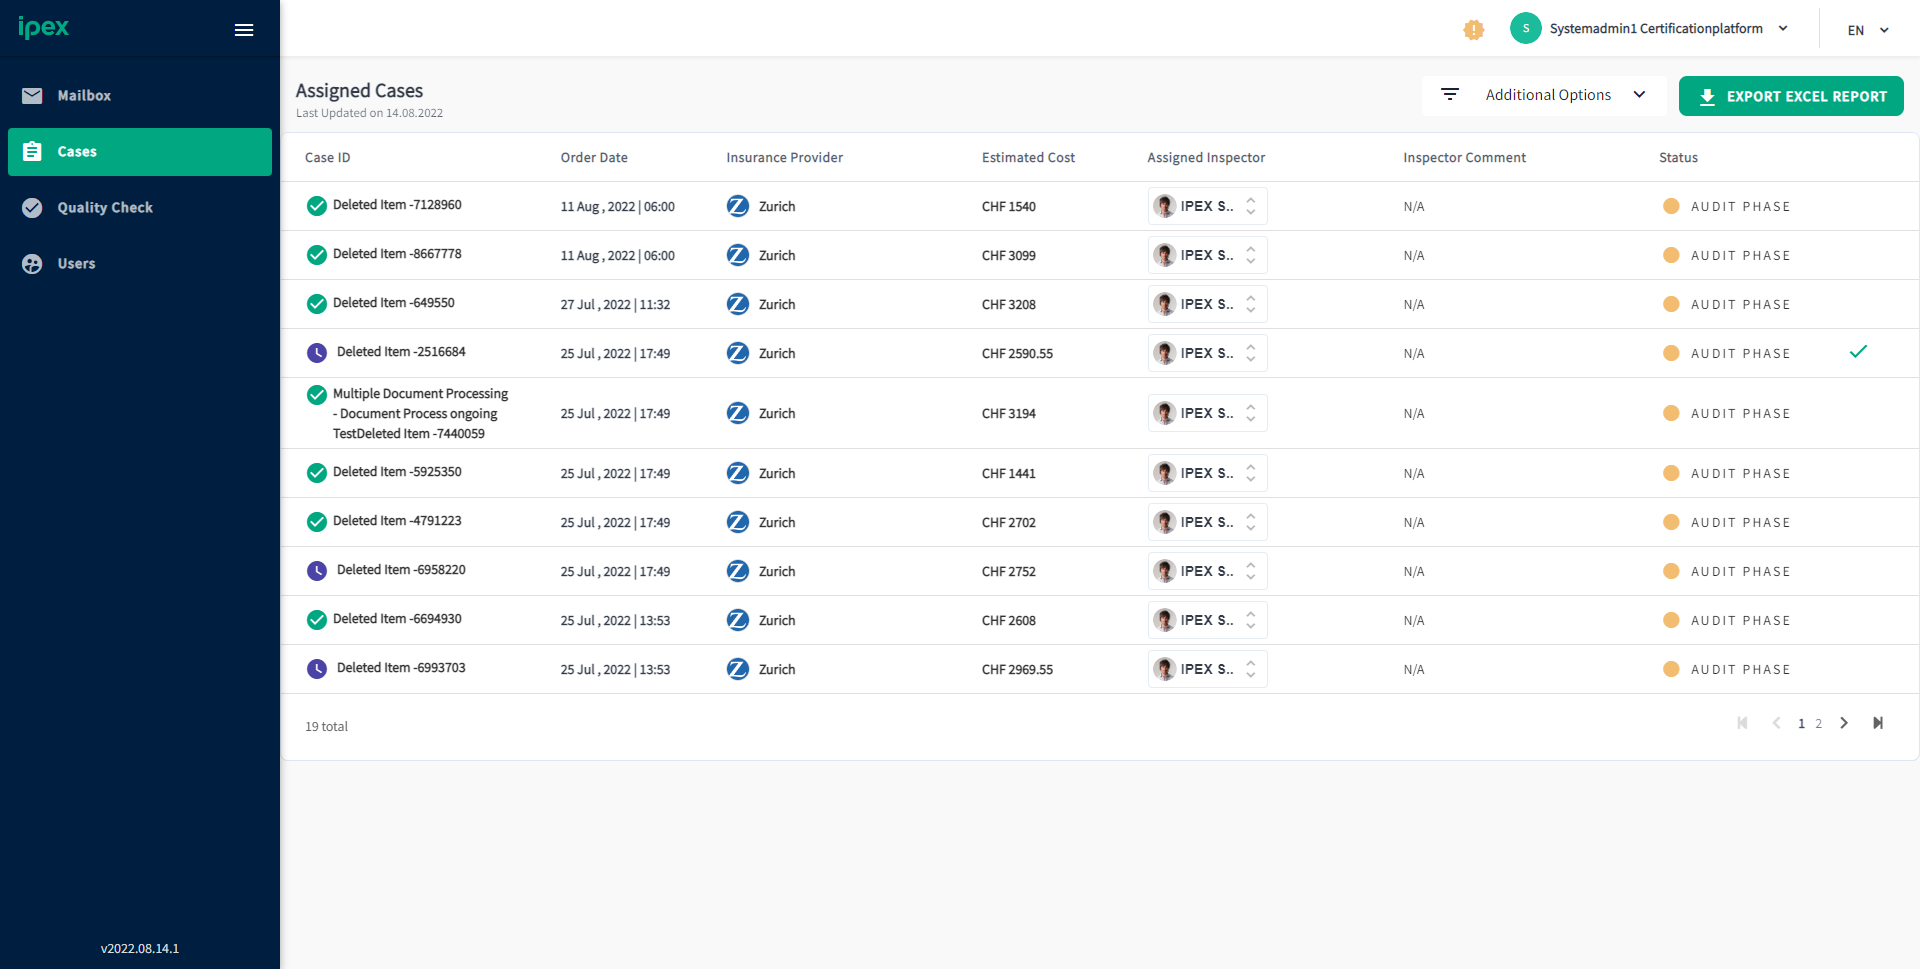 ipex
Systemadmin1 Certificationplatform
S
EN
Mailbox
Cases
Quality Check
Users
v2022.08.14.1
Assigned Cases
Last Updated on 14.08.2022
Additional Options
EXPORT EXCEL REPORT
Case ID Order Date Insurance Provider Estimated Cost Assigned Inspector Inspector Comment Status
Deleted Item -7128960 11 Aug , 2022 | 06:00 Zurich CHF 1540 IPEX S.. N/A AUDIT PHASE
Deleted Item -8667778 11 Aug , 2022 | 06:00 Zurich CHF 3099 IPEX S.. N/A AUDIT PHASE
Deleted Item -649550 27 Jul , 2022 | 11:32 Zurich CHF 3208 IPEX S.. N/A AUDIT PHASE
Deleted Item -2516684 25 Jul , 2022 | 17:49 Zurich CHF 2590.55 IPEX S.. N/A AUDIT PHASE
Multiple Document Processing
- Document Process ongoing
TestDeleted Item -7440059 25 Jul , 2022 | 17:49 Zurich CHF 3194 IPEX S.. N/A AUDIT PHASE
Deleted Item -5925350 25 Jul , 2022 | 17:49 Zurich CHF 1441 IPEX S.. N/A AUDIT PHASE
Deleted Item -4791223 25 Jul , 2022 | 17:49 Zurich CHF 2702 IPEX S.. N/A AUDIT PHASE
Deleted Item -6958220 25 Jul , 2022 | 17:49 Zurich CHF 2752 IPEX S.. N/A AUDIT PHASE
Deleted Item -6694930 25 Jul , 2022 | 13:53 Zurich CHF 2608 IPEX S.. N/A AUDIT PHASE
Deleted Item -6993703 25 Jul , 2022 | 13:53 Zurich CHF 2969.55 IPEX S.. N/A AUDIT PHASE
19 total
1 2